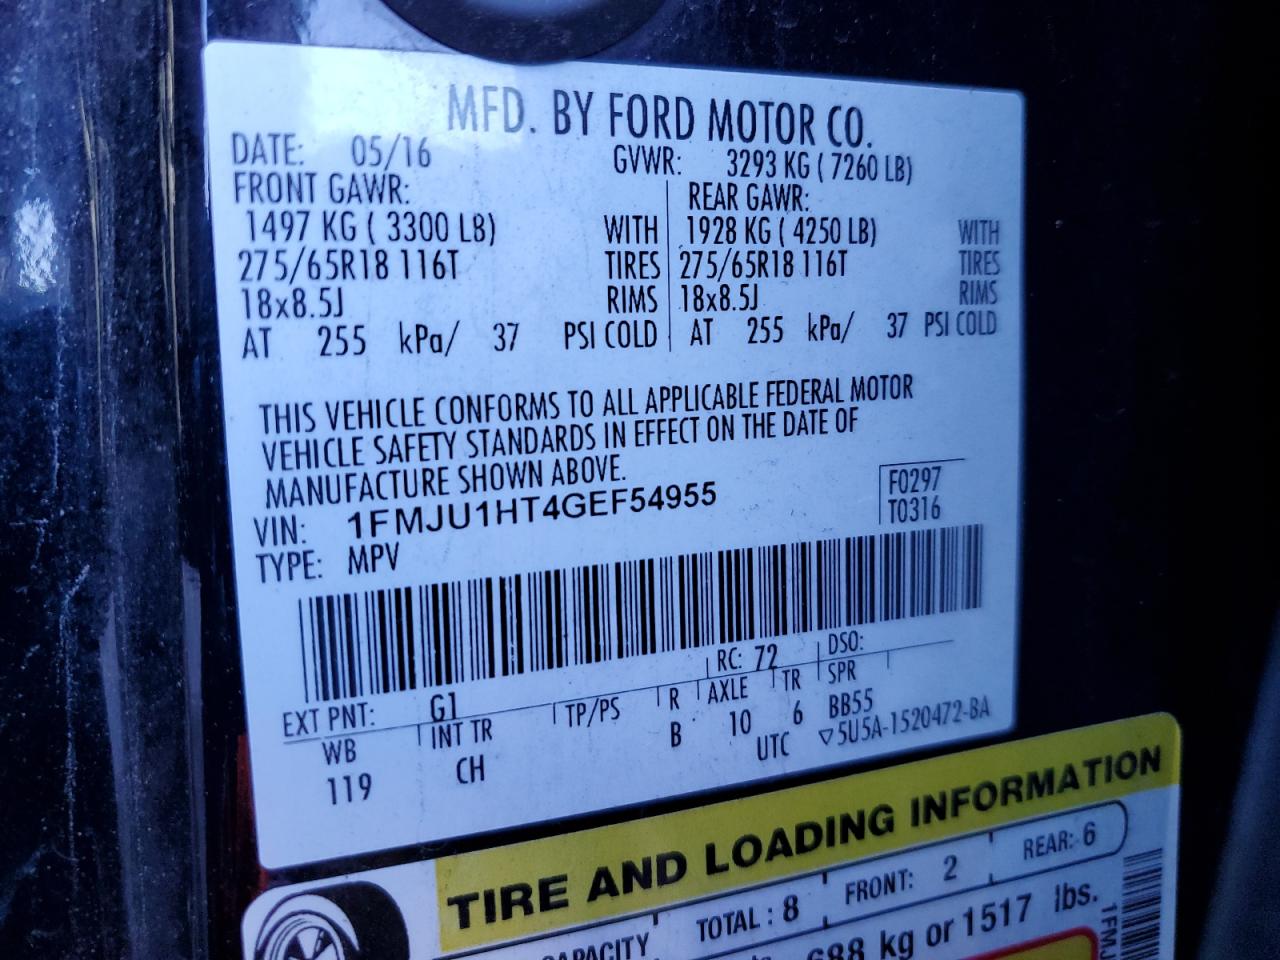 MFD. BY FORD MOTOR CO.
DATE: 05/16 GVWR: 3293 KG ( 7260 LB)
FRONT GAWR: REAR GAWR:
1497 KG ( 3300 LB) WITH 1928 KG ( 4250 LB) WITH
275/65R18 116T TIRES 275/65R18 116T TIRES
18x8.5J RIMS 18x8.5J RIMS
AT 255 kPa/ 37 PSI COLD AT 255 kPa/ 37 PSI COLD
THIS VEHICLE CONFORMS TO ALL APPLICABLE FEDERAL MOTOR
VEHICLE SAFETY STANDARDS IN EFFECT ON THE DATE OF
MANUFACTURE SHOWN ABOVE.
F0297
VIN: 1FMJU1HT4GEF54955
T0316
TYPE: MPV
EXT PNT: G1 RC: 72 DSO:
WB INT TR TP/PS R AXLE TR SPR
119 CH B 10 6 BB55
UTC ▽5U5A-1520472-BA
TIRE AND LOADING INFORMATION
CAPACITY TOTAL : 8 FRONT: 2 REAR: 6
688 kg or 1517 lbs.
1FMJ